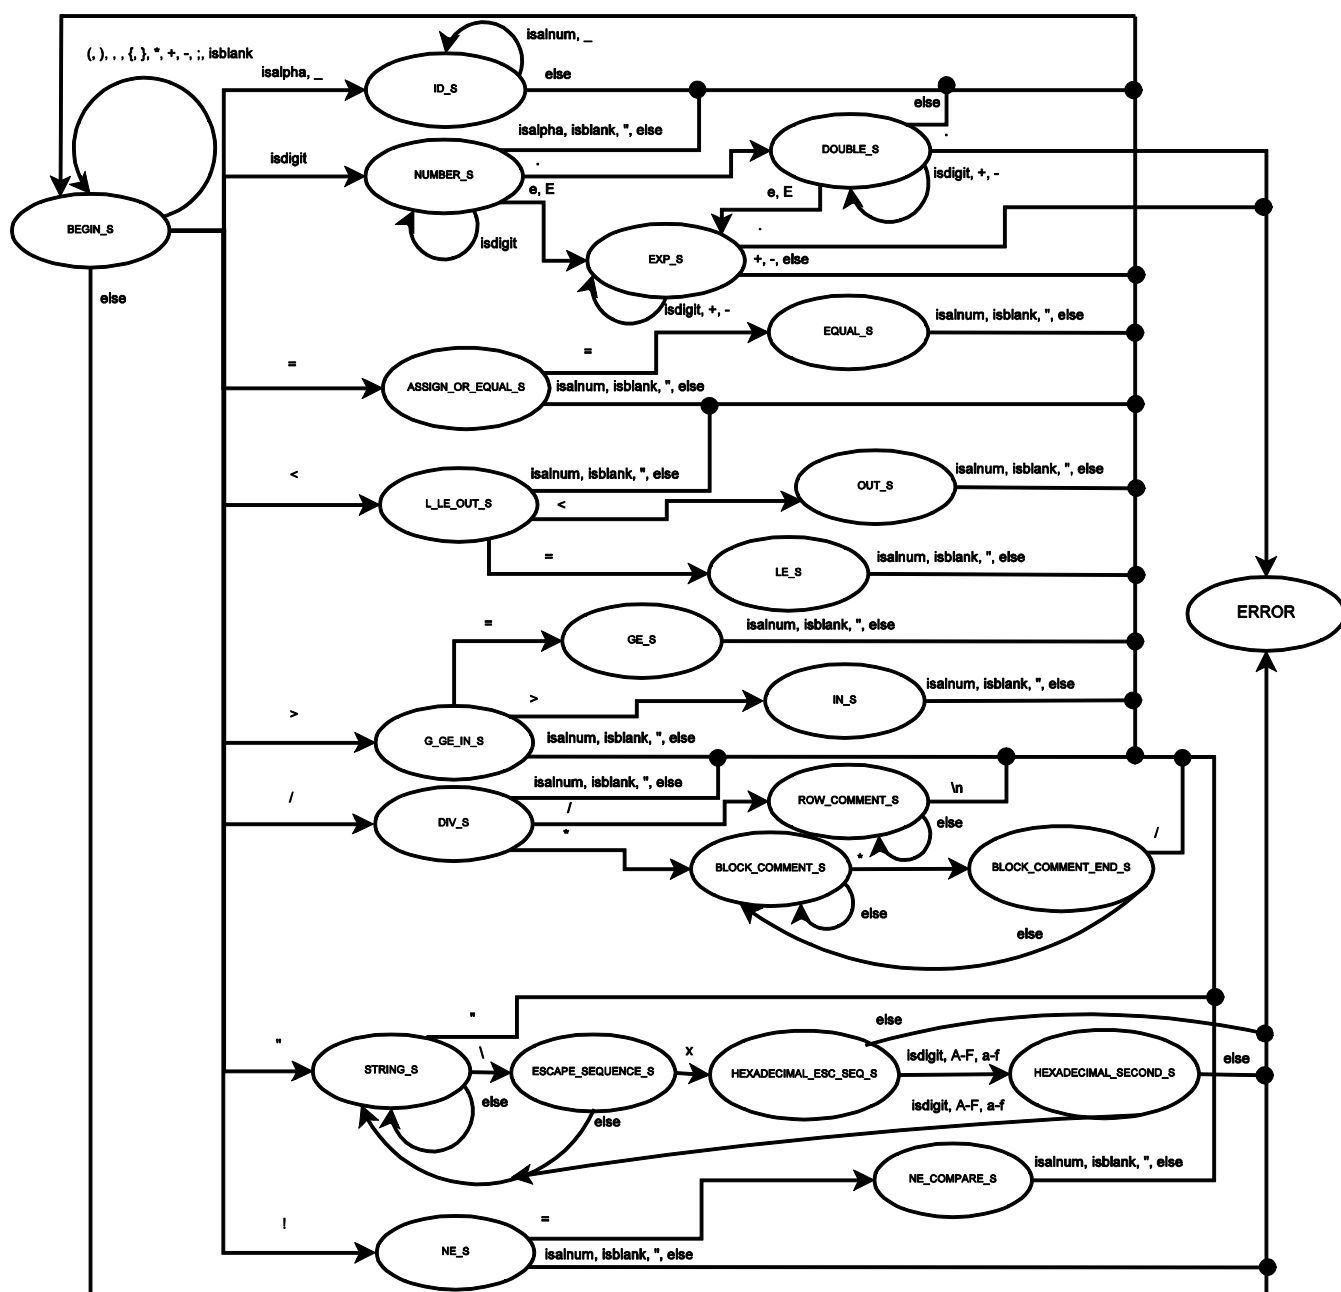 (, ), , , {, }, *, +, -, ;, isblank
isalpha, _
isalnum, _
ID_S
else
else
isalpha, isblank, ", else
isdigit
NUMBER_S
.
DOUBLE_S
.
isdigit, +, -
e, E
e, E
BEGIN_S
isdigit
.
EXP_S
+, -, else
isdigit, +, -
else
=
ASSIGN_OR_EQUAL_S
=
EQUAL_S
isalnum, isblank, ", else
isalnum, isblank, ", else
<
L_LE_OUT_S
isalnum, isblank, ", else
<
OUT_S
isalnum, isblank, ", else
=
LE_S
isalnum, isblank, ", else
ERROR
=
GE_S
isalnum, isblank, ", else
>
G_GE_IN_S
>
IN_S
isalnum, isblank, ", else
isalnum, isblank, ", else
/
DIV_S
isalnum, isblank, ", else
/
*
ROW_COMMENT_S
\n
else
BLOCK_COMMENT_S
*
else
BLOCK_COMMENT_END_S
/
else
"
STRING_S
"
\
else
ESCAPE_SEQUENCE_S
x
else
HEXADECIMAL_ESC_SEQ_S
else
isdigit, A-F, a-f
HEXADECIMAL_SECOND_S
else
isdigit, A-F, a-f
!
NE_S
=
NE_COMPARE_S
isalnum, isblank, ", else
isalnum, isblank, ", else